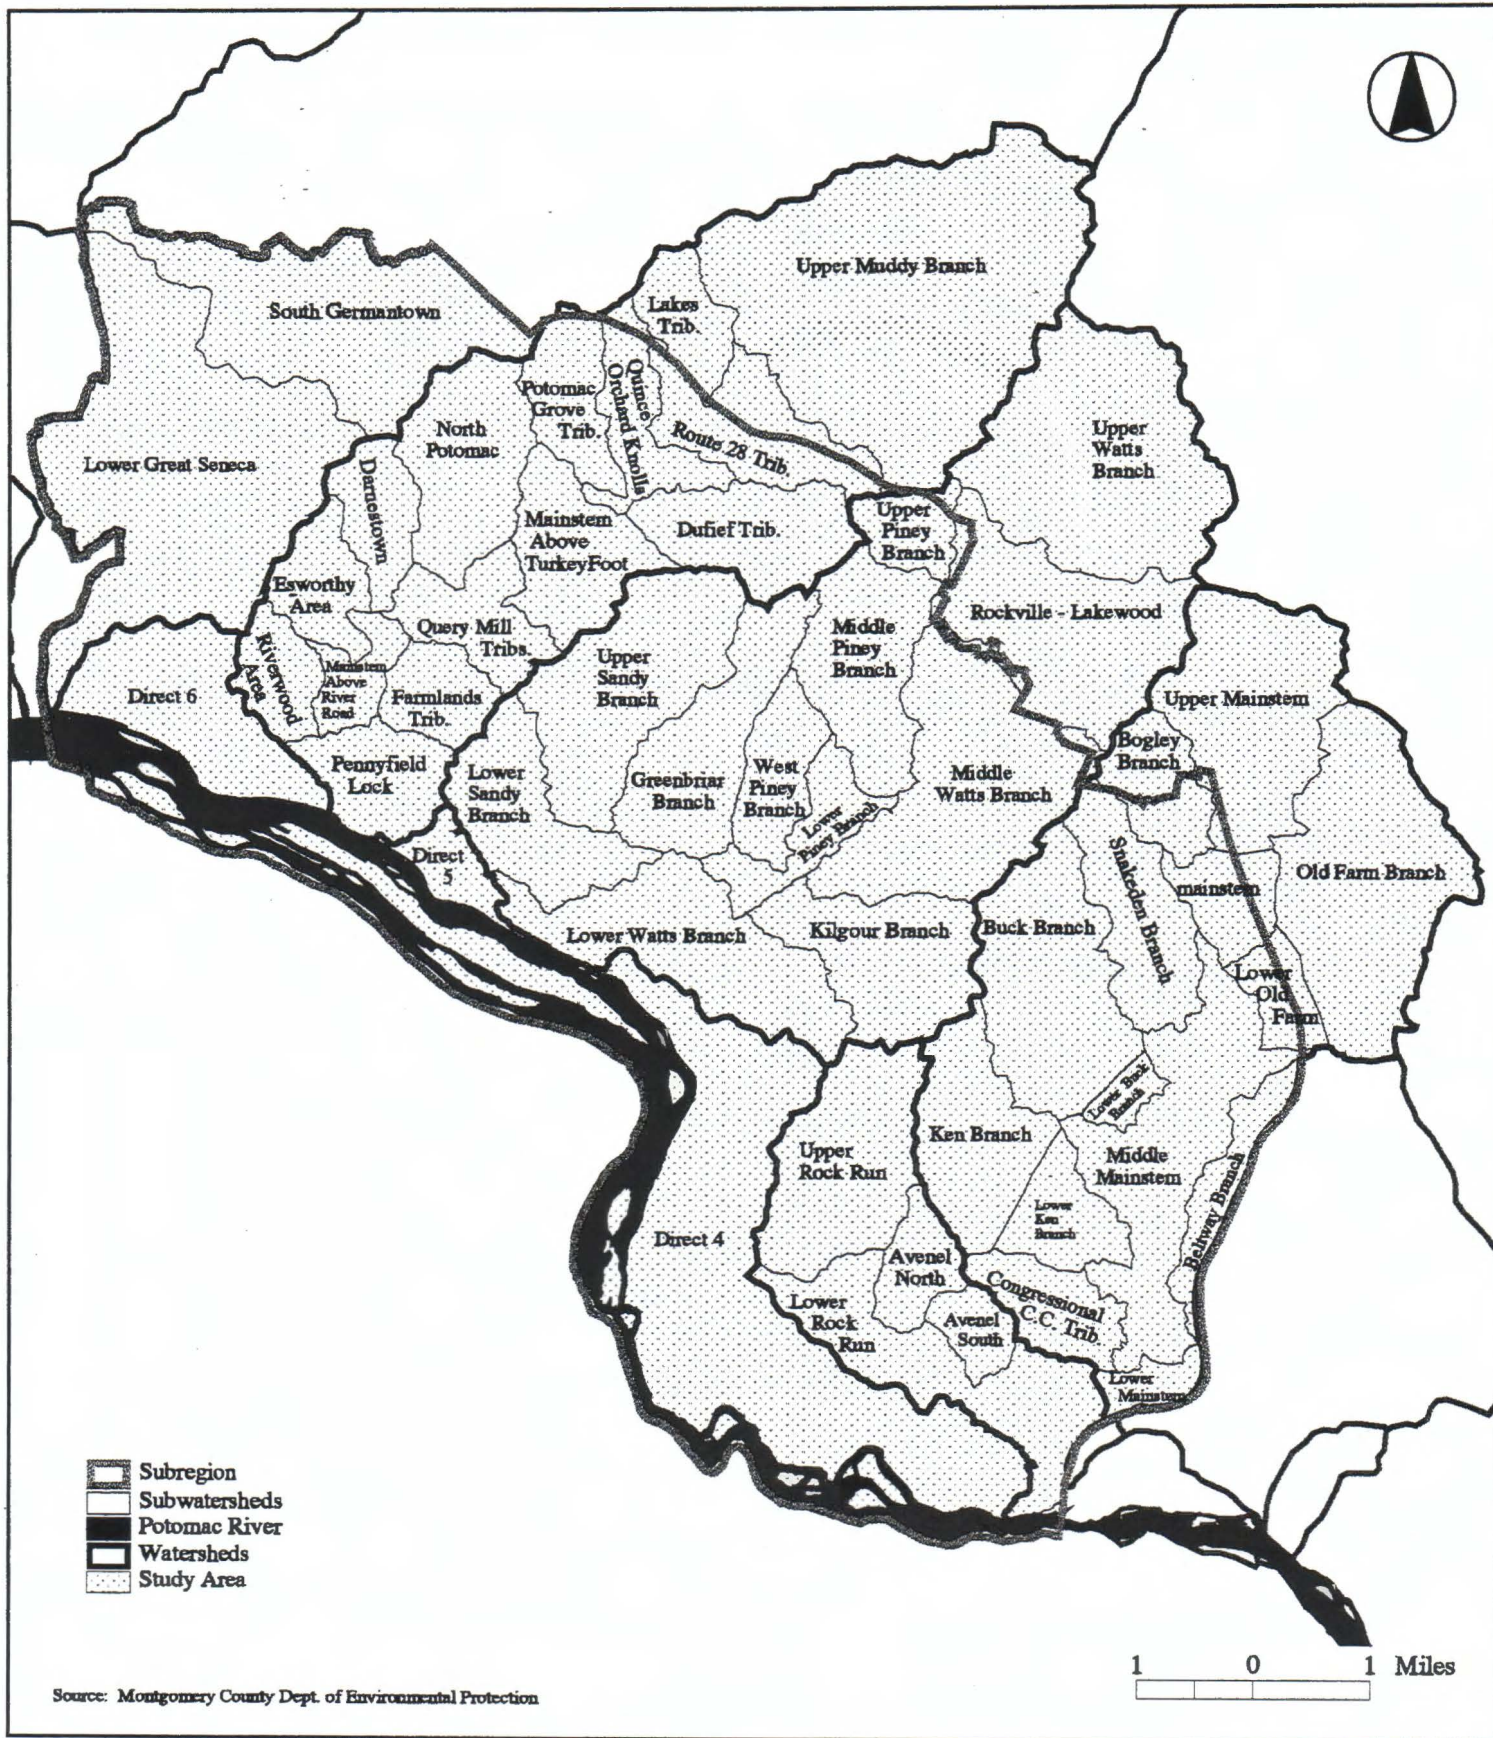 Upper Muddy Branch
Lakes
Trib.
South Germantown
Quince
Orchard Knolls
Potomac
Grove
Trib.
North
Potomac
Route 28 Trib.
Upper
Watts
Branch
Lower Great Seneca
Darnestown
Mainstem
Above
TurkeyFoot
Dufief Trib.
Upper
Piney
Branch
Esworthy
Area
Rockville - Lakewood
Query Mill
Tribs.
Middle
Piney
Branch
Riverwood
Area
Mainstem
Above
River
Road
Upper
Sandy
Branch
Direct 6
Farmlands
Trib.
Upper Mainstem
Bogley
Branch
Pennyfield
Lock
Lower
Sandy
Branch
Greenbriar
Branch
West
Piney
Branch
Middle
Watts Branch
Lower
Piney Branch
Direct
5
Snakeden Branch
mainstem
Old Farm Branch
Lower Watts Branch
Kilgour Branch
Buck Branch
Lower
Old
Farm
Lower Buck
Branch
Ken Branch
Upper
Rock Run
Middle
Mainstem
Lower
Ken
Branch
Beltway Branch
Direct 4
Avenel
North
Congressional
C.C. Trib.
Lower
Rock
Run
Avenel
South
Lower
Mainstem
Subregion
Subwatersheds
Potomac River
Watersheds
Study Area
1 0 1 Miles
Source: Montgomery County Dept. of Environmental Protection